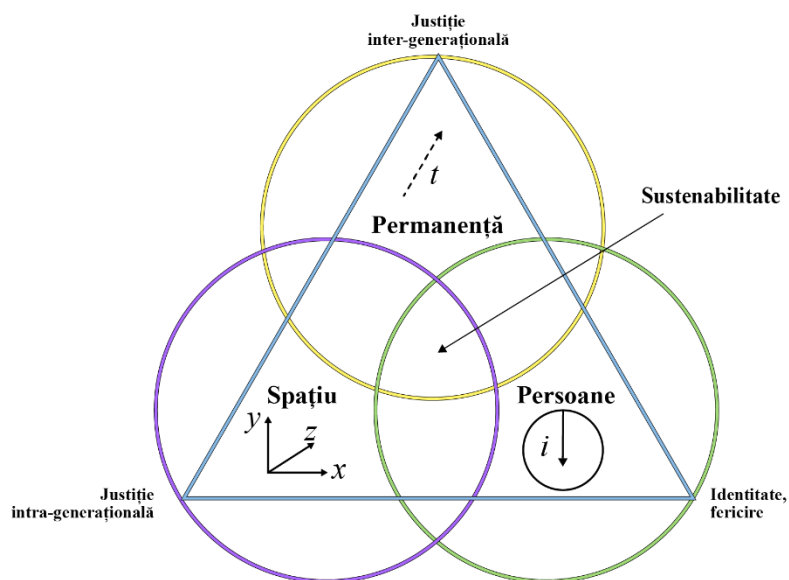 Justiție
inter-generațională
t
Sustenabilitate
Permanență
Spațiu
Persoane
y
z
x
i
Justiție
intra-generațională
Identitate,
fericire